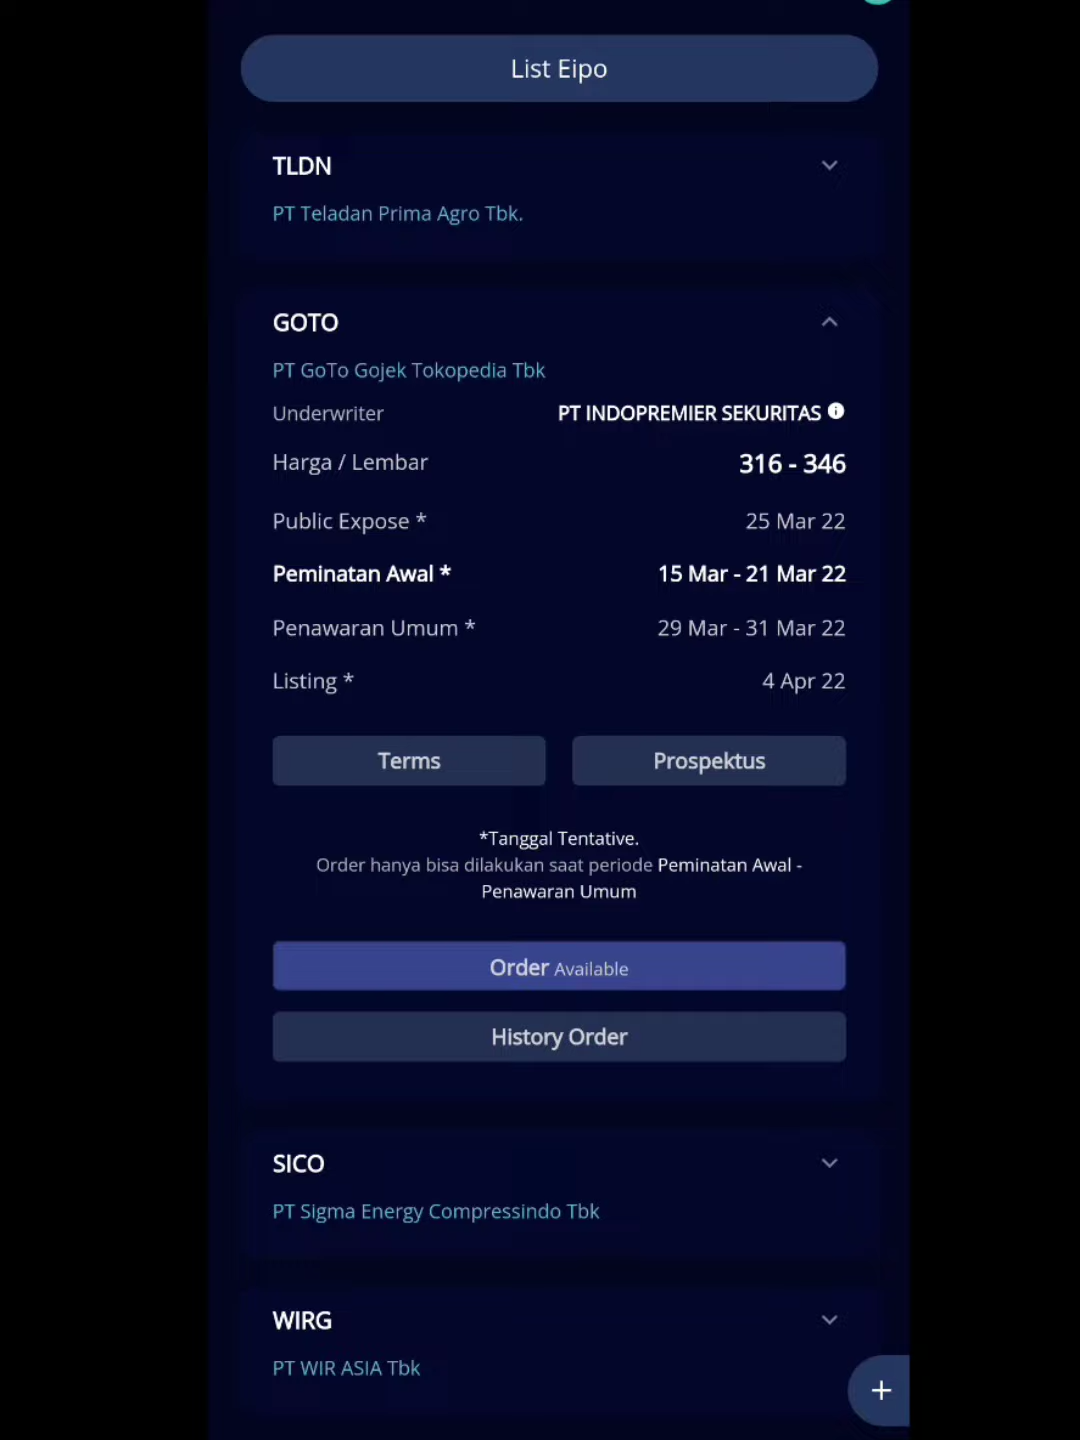 List Eipo
TLDN
PT Teladan Prima Agro Tbk.
GOTO
PT GoTo Gojek Tokopedia Tbk
Underwriter PT INDOPREMIER SEKURITAS
Harga / Lembar 316 - 346
Public Expose * 25 Mar 22
Peminatan Awal * 15 Mar - 21 Mar 22
Penawaran Umum * 29 Mar - 31 Mar 22
Listing * 4 Apr 22
Terms Prospektus
*Tanggal Tentative.
Order hanya bisa dilakukan saat periode Peminatan Awal -
Penawaran Umum
Order Available
History Order
SICO
PT Sigma Energy Compressindo Tbk
WIRG
PT WIR ASIA Tbk
+